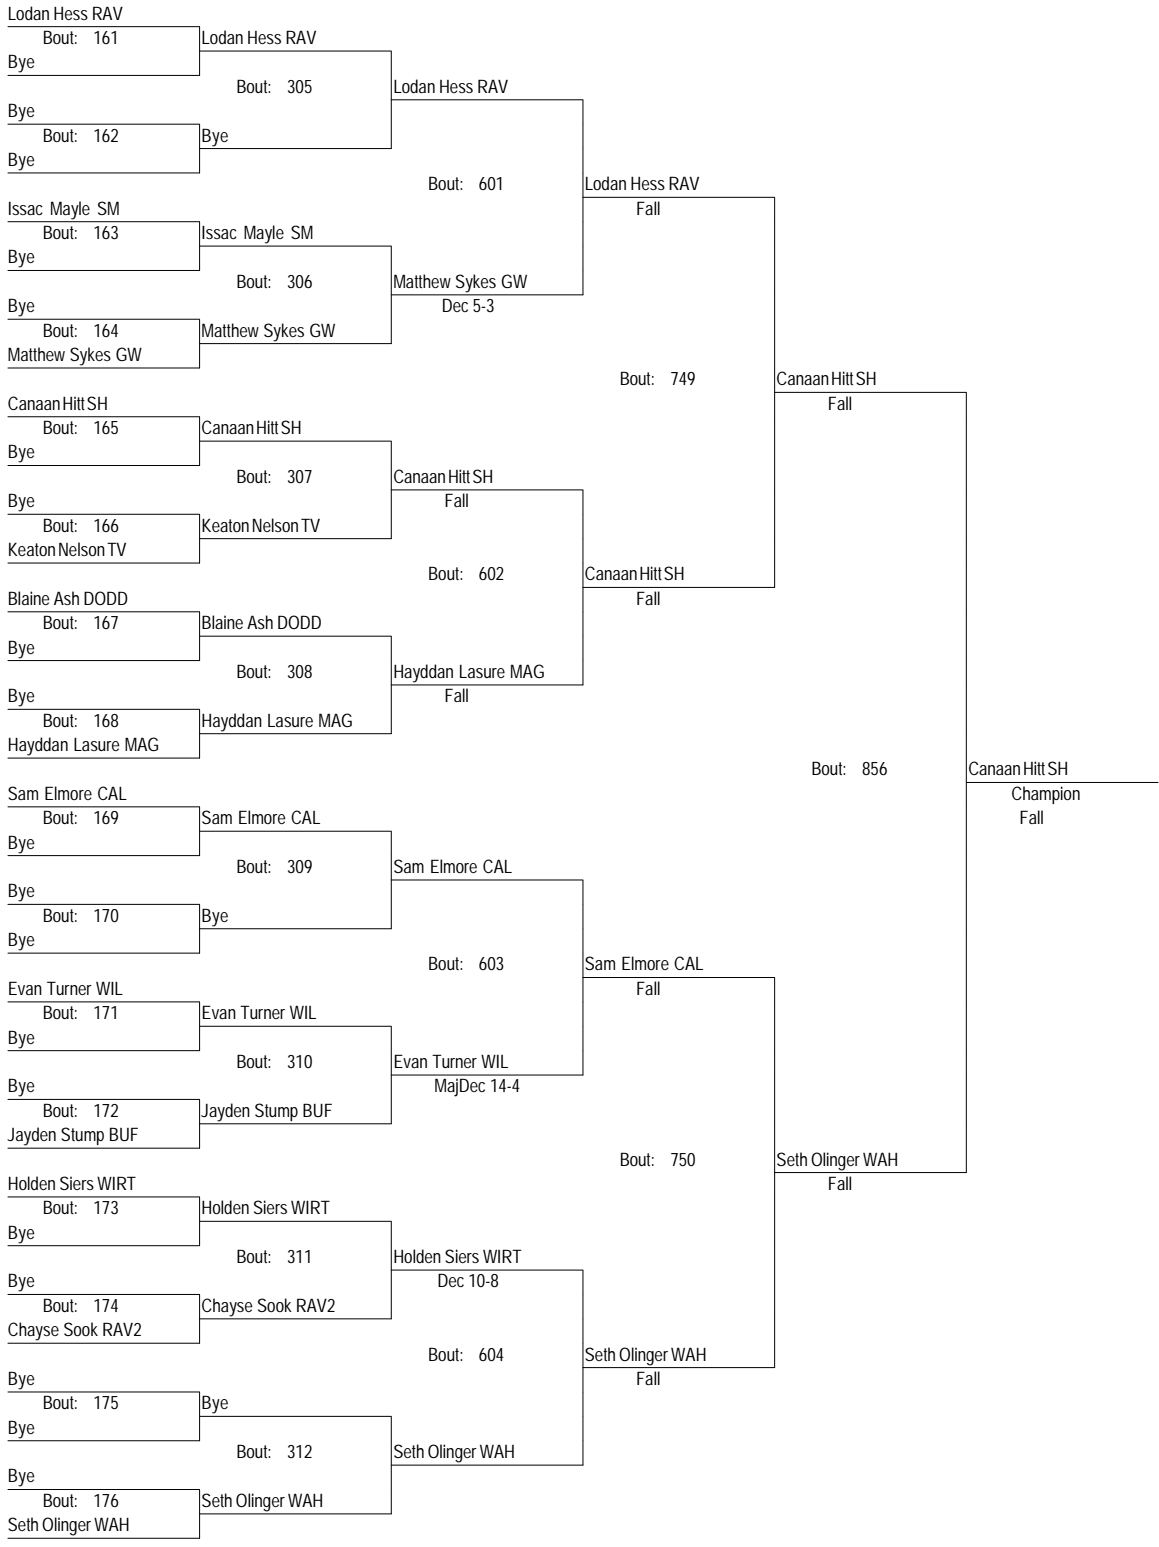 Lodan Hess RAV
Bout: 161 Lodan Hess RAV
Bye
Bout: 305 Lodan Hess RAV
Bye
Bout: 162 Bye
Bye
Bout: 601 Lodan Hess RAV
Issac Mayle SM Fall
Bout: 163 Issac Mayle SM
Bye
Bout: 306 Matthew Sykes GW
Bye Dec 5-3
Bout: 164 Matthew Sykes GW
Matthew Sykes GW
Bout: 749 Canaan Hitt SH
Canaan Hitt SH Fall
Bout: 165 Canaan Hitt SH
Bye
Bout: 307 Canaan Hitt SH
Bye Fall
Bout: 166 Keaton Nelson TV
Keaton Nelson TV
Bout: 602 Canaan Hitt SH
Blaine Ash DODD Fall
Bout: 167 Blaine Ash DODD
Bye
Bout: 308 Hayddan Lasure MAG
Bye Fall
Bout: 168 Hayddan Lasure MAG
Hayddan Lasure MAG
Bout: 856 Canaan Hitt SH
Sam Elmore CAL Champion
Bout: 169 Sam Elmore CAL Fall
Bye
Bout: 309 Sam Elmore CAL
Bye
Bout: 170 Bye
Bye
Bout: 603 Sam Elmore CAL
Evan Turner WIL Fall
Bout: 171 Evan Turner WIL
Bye
Bout: 310 Evan Turner WIL
Bye MajDec 14-4
Bout: 172 Jayden Stump BUF
Jayden Stump BUF
Bout: 750 Seth Olinger WAH
Holden Siers WIRT Fall
Bout: 173 Holden Siers WIRT
Bye
Bout: 311 Holden Siers WIRT
Bye Dec 10-8
Bout: 174 Chayse Sook RAV2
Chayse Sook RAV2
Bout: 604 Seth Olinger WAH
Bye Fall
Bout: 175 Bye
Bye
Bout: 312 Seth Olinger WAH
Bye
Bout: 176 Seth Olinger WAH
Seth Olinger WAH